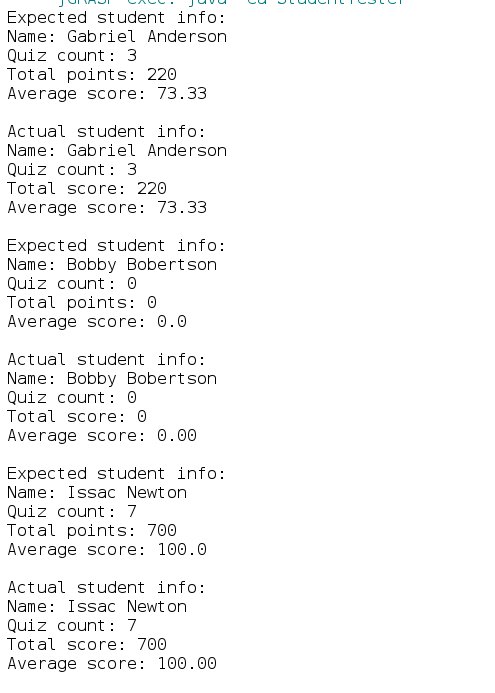 Expected student info:
Name: Gabriel Anderson
Quiz count: 3
Total points: 220
Average score: 73.33
Actual student info:
Name: Gabriel Anderson
Quiz count: 3
Total score: 220
Average score: 73.33
Expected student info:
Name: Bobby Bobertson
Quiz count: 0
Total points: 0
Average score: 0.0
Actual student info:
Name: Bobby Bobertson
Quiz count: 0
Total score: 0
Average score: 0.00
Expected student info:
Name: Issac Newton
Quiz count: 7
Total points: 700
Average score: 100.0
Actual student info:
Name: Issac Newton
Quiz count: 7
Total score: 700
Average score: 100.00